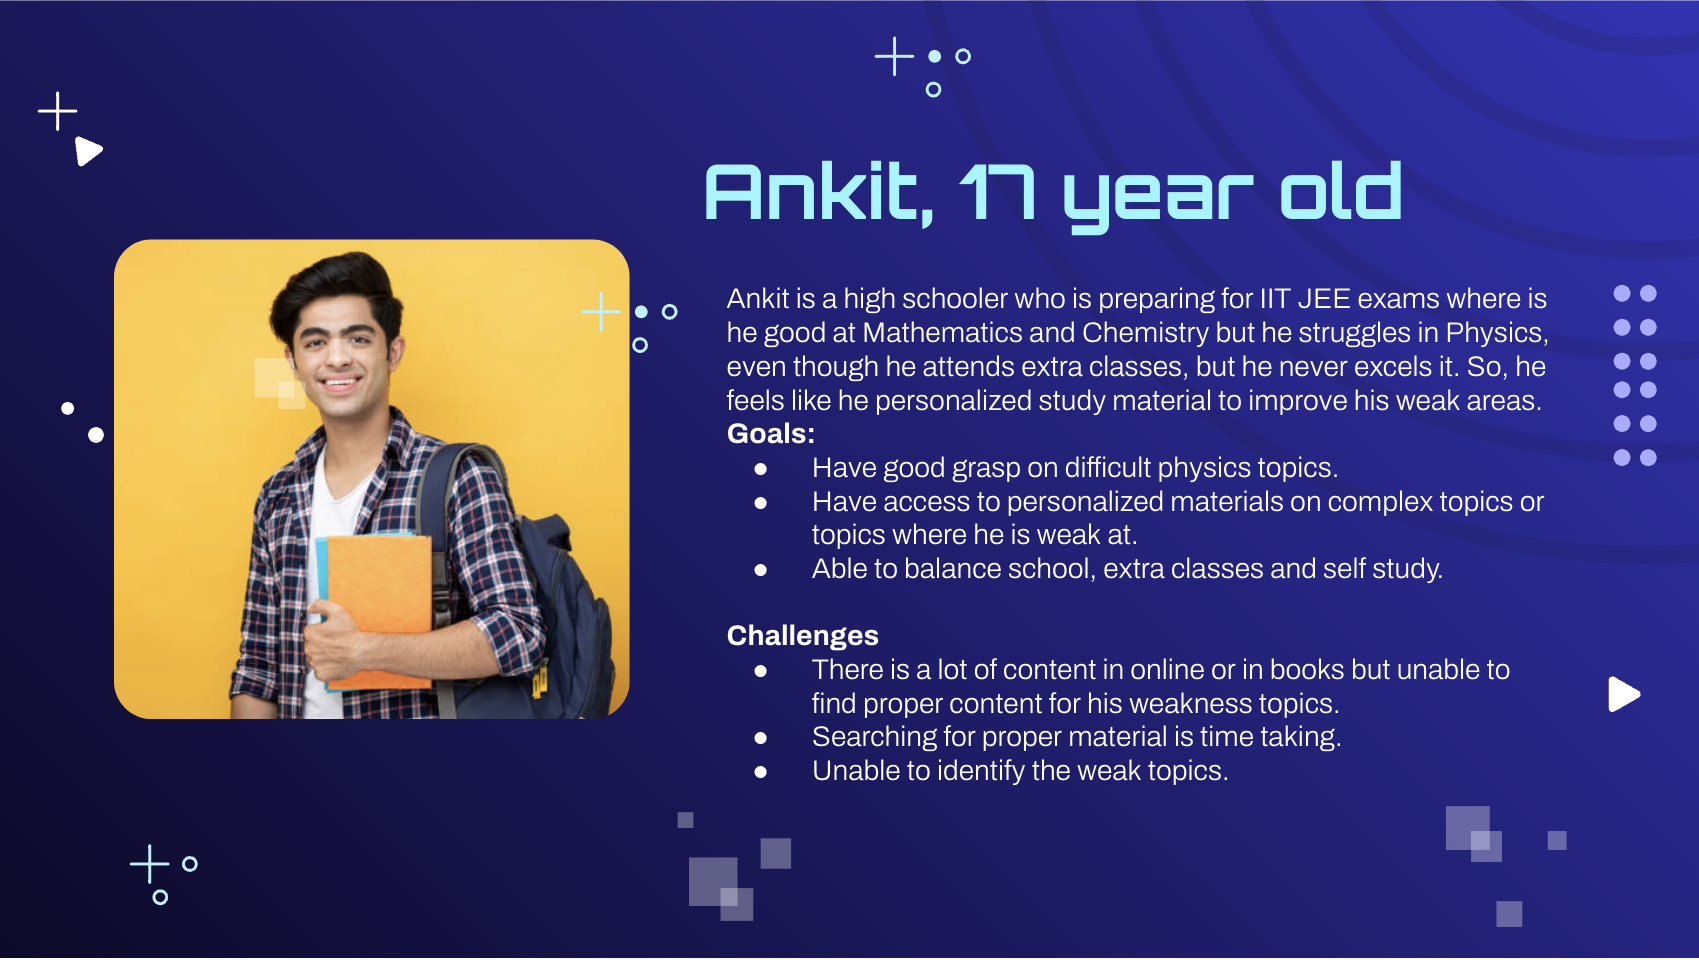 Ankit, 17 year old
Ankit is a high schooler who is preparing for IIT JEE exams where is
he good at Mathematics and Chemistry but he struggles in Physics,
even though he attends extra classes, but he never excels it. So, he
feels like he personalized study material to improve his weak areas.
Goals:
● Have good grasp on difficult physics topics.
● Have access to personalized materials on complex topics or
topics where he is weak at.
● Able to balance school, extra classes and self study.
Challenges
● There is a lot of content in online or in books but unable to
find proper content for his weakness topics.
● Searching for proper material is time taking.
● Unable to identify the weak topics.